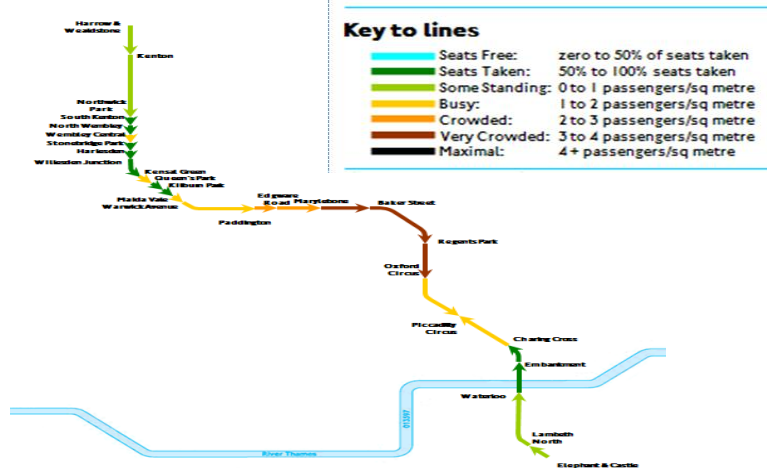 Harrow &
Wealdstone
Kenton
Northwick
Park
South Kenton
North Wembley
Wembley Central
Stonebridge Park
Harlesden
Willesden Junction
Kensal Green
Queen's Park
Kilburn Park
Maida Vale
Warwick Avenue
Paddington
Edgware
Road
Marylebone
Baker Street
Regents Park
Oxford
Circus
Piccadilly
Circus
Charing Cross
Embankment
Waterloo
Lambeth
North
Elephant & Castle
River Thames
Key to lines
Seats Free: zero to 50% of seats taken
Seats Taken: 50% to 100% seats taken
Some Standing: 0 to 1 passengers/sq metre
Busy: 1 to 2 passengers/sq metre
Crowded: 2 to 3 passengers/sq metre
Very Crowded: 3 to 4 passengers/sq metre
Maximal: 4+ passengers/sq metre